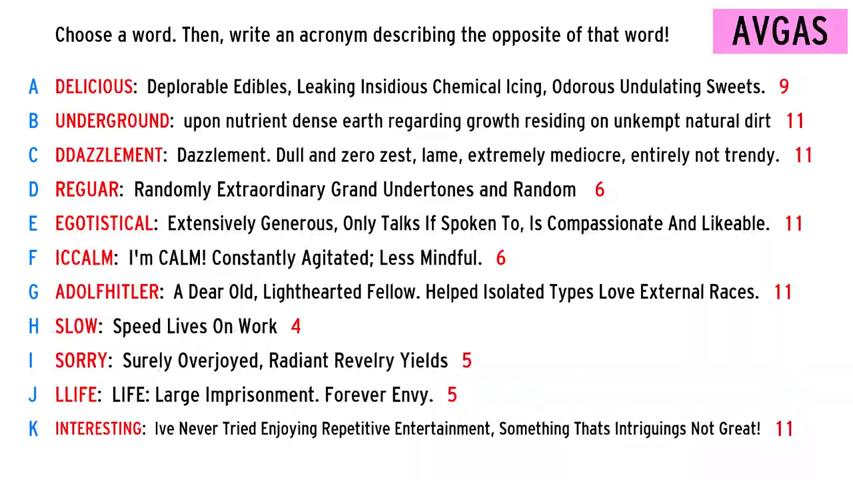 Choose a word. Then, write an acronym describing the opposite of that word!
AVGAS
A DELICIOUS: Deplorable Edibles, Leaking Insidious Chemical Icing, Odorous Undulating Sweets. 9
B UNDERGROUND: upon nutrient dense earth regarding growth residing on unkempt natural dirt 11
C DDAZZLEMENT: Dazzlement. Dull and zero zest, lame, extremely mediocre, entirely not trendy. 11
D REGUAR: Randomly Extraordinary Grand Undertones and Random 6
E EGOTISTICAL: Extensively Generous, Only Talks If Spoken To, Is Compassionate And Likeable. 11
F ICCALM: I'm CALM! Constantly Agitated; Less Mindful. 6
G ADOLFHITLER: A Dear Old, Lighthearted Fellow. Helped Isolated Types Love External Races. 11
H SLOW: Speed Lives On Work 4
I SORRY: Surely Overjoyed, Radiant Revelry Yields 5
J LLIFE: LIFE: Large Imprisonment. Forever Envy. 5
K INTERESTING: Ive Never Tried Enjoying Repetitive Entertainment, Something Thats Intriguings Not Great! 11